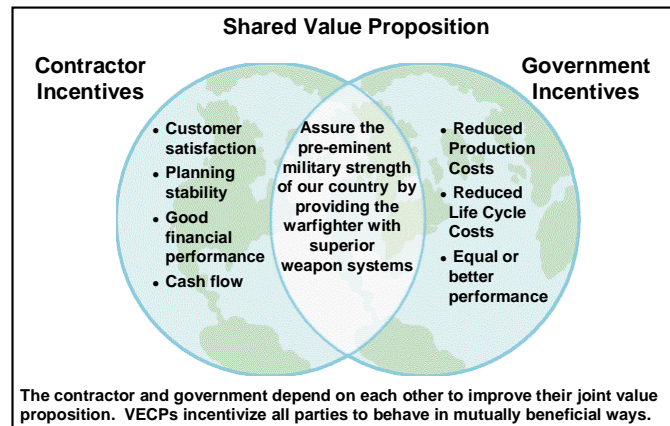 Shared Value Proposition
Contractor
Incentives
• Customer
satisfaction
• Planning
stability
• Good
financial
performance
• Cash flow
Assure the
pre-eminent
military strength
of our country by
providing the
warfighter with
superior
weapon systems
Government
Incentives
• Reduced
Production
Costs
• Reduced
Life Cycle
Costs
• Equal or
better
performance
The contractor and government depend on each other to improve their joint value
proposition. VECPs incentivize all parties to behave in mutually beneficial ways.